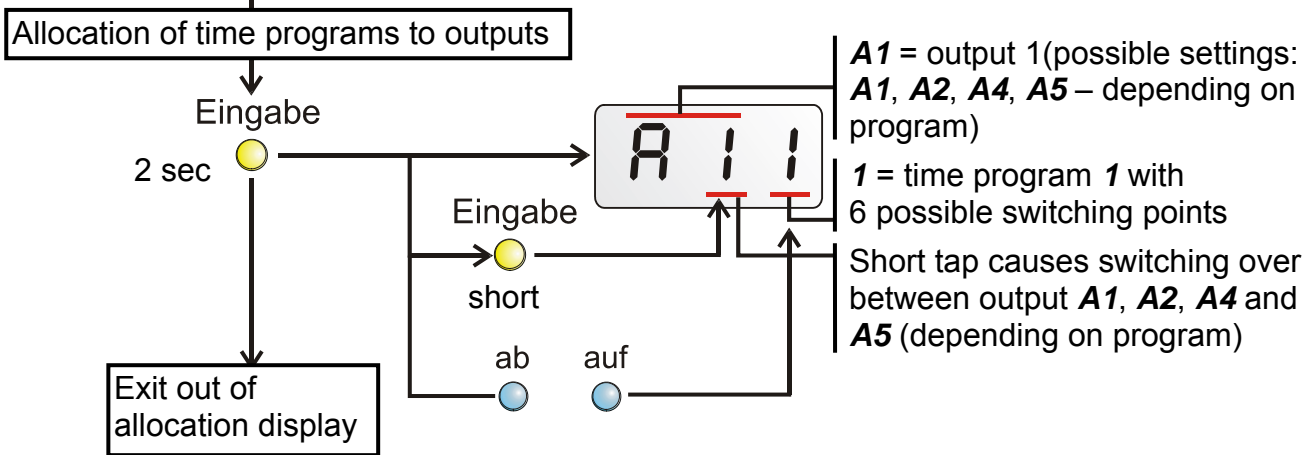 Allocation of time programs to outputs
Eingabe
2 sec
A 1 1
A1 = output 1(possible settings:
A1, A2, A4, A5 – depending on
program)
1 = time program 1 with
6 possible switching points
Eingabe
short
Short tap causes switching over
between output A1, A2, A4 and
A5 (depending on program)
ab auf
Exit out of
allocation display